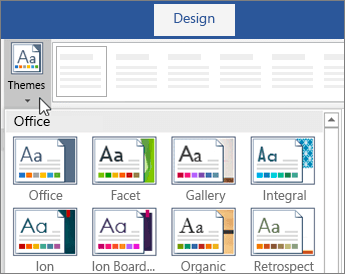 Design
Aa
Themes
Office
Aa Aa Aa Aa
Office Facet Gallery Integral
Aa Aa Aa Aa
Ion Ion Board... Organic Retrospect